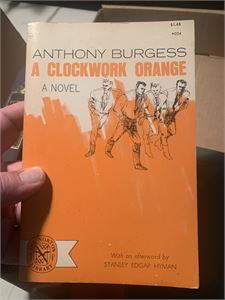 $1.45
ANTHONY BURGESS
A CLOCKWORK ORANGE
A NOVEL
With an afterword by
STANLEY EDGAR HYMAN